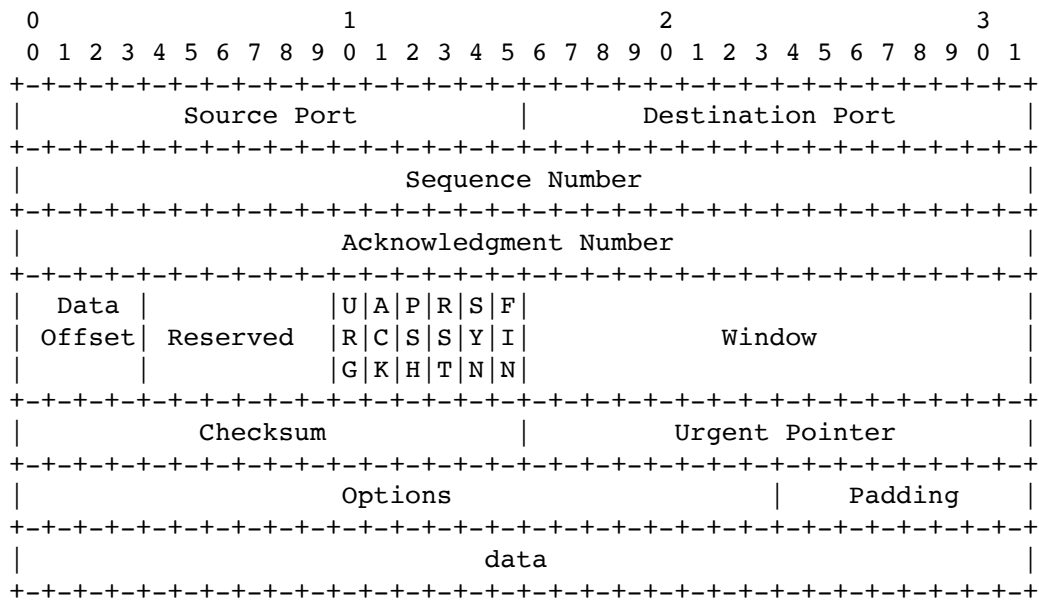 0                   1                   2                   3
 0 1 2 3 4 5 6 7 8 9 0 1 2 3 4 5 6 7 8 9 0 1 2 3 4 5 6 7 8 9 0 1
+-+-+-+-+-+-+-+-+-+-+-+-+-+-+-+-+-+-+-+-+-+-+-+-+-+-+-+-+-+-+-+-+
|          Source Port          |       Destination Port        |
+-+-+-+-+-+-+-+-+-+-+-+-+-+-+-+-+-+-+-+-+-+-+-+-+-+-+-+-+-+-+-+-+
|                        Sequence Number                        |
+-+-+-+-+-+-+-+-+-+-+-+-+-+-+-+-+-+-+-+-+-+-+-+-+-+-+-+-+-+-+-+-+
|                    Acknowledgment Number                      |
+-+-+-+-+-+-+-+-+-+-+-+-+-+-+-+-+-+-+-+-+-+-+-+-+-+-+-+-+-+-+-+-+
|  Data |           |U|A|P|R|S|F|                               |
| Offset| Reserved  |R|C|S|S|Y|I|            Window             |
|       |           |G|K|H|T|N|N|                               |
+-+-+-+-+-+-+-+-+-+-+-+-+-+-+-+-+-+-+-+-+-+-+-+-+-+-+-+-+-+-+-+-+
|           Checksum            |         Urgent Pointer        |
+-+-+-+-+-+-+-+-+-+-+-+-+-+-+-+-+-+-+-+-+-+-+-+-+-+-+-+-+-+-+-+-+
|                    Options                    |    Padding    |
+-+-+-+-+-+-+-+-+-+-+-+-+-+-+-+-+-+-+-+-+-+-+-+-+-+-+-+-+-+-+-+-+
|                             data                              |
+-+-+-+-+-+-+-+-+-+-+-+-+-+-+-+-+-+-+-+-+-+-+-+-+-+-+-+-+-+-+-+-+